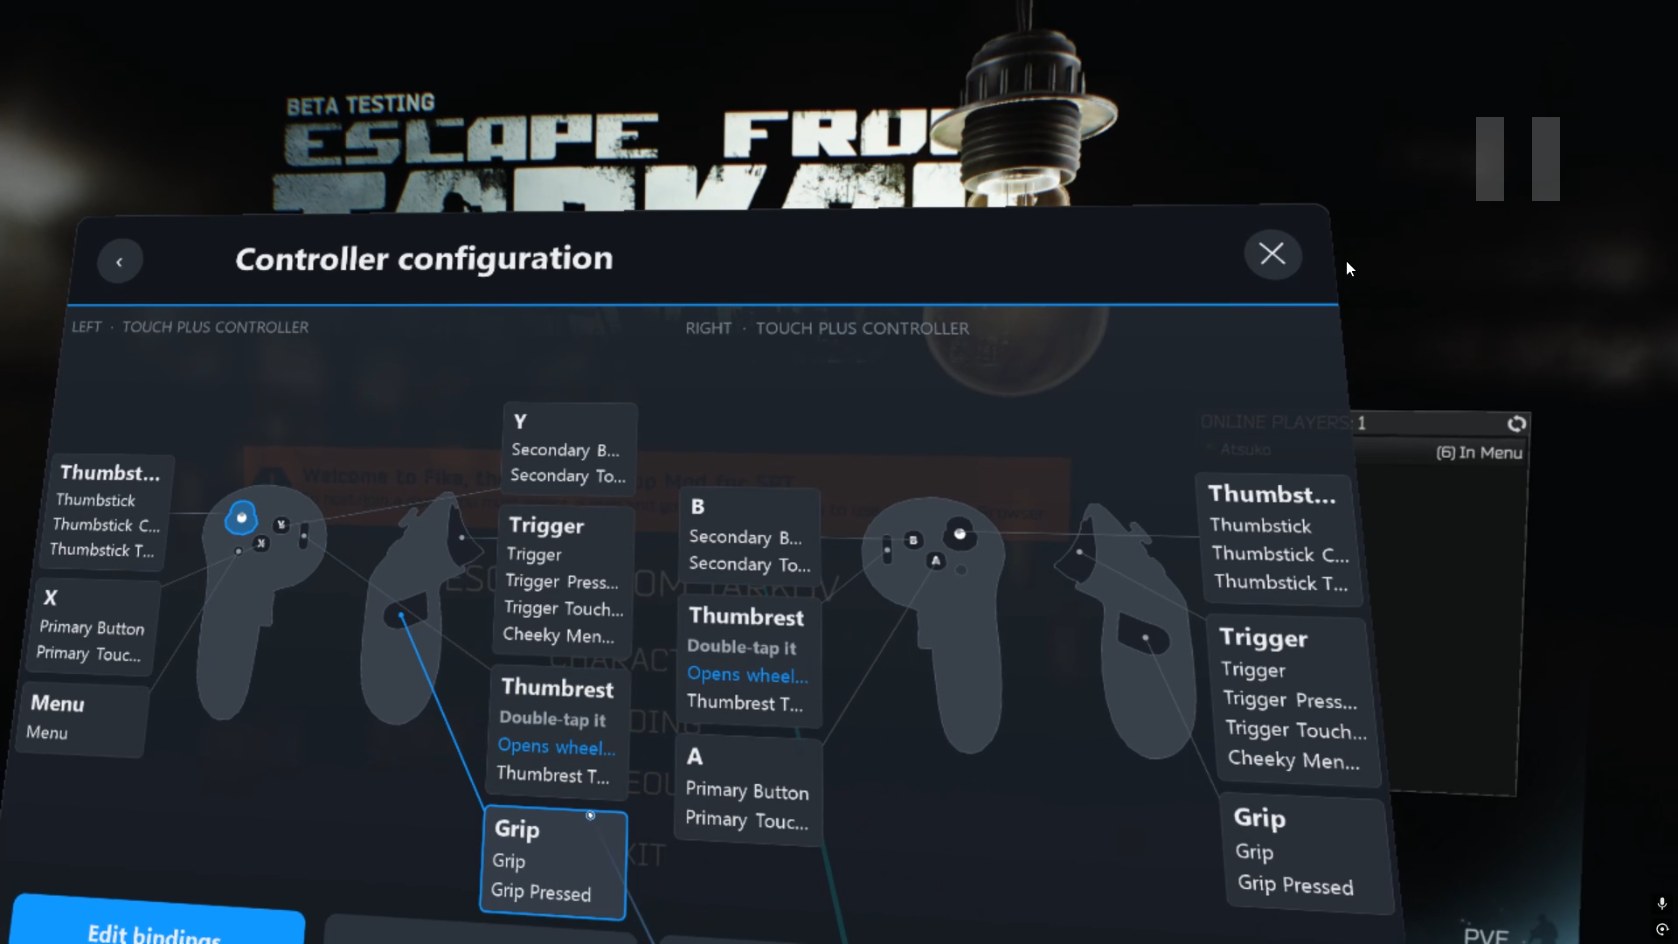 BETA TESTING
ESCAPE FRO
Controller configuration
LEFT · TOUCH PLUS CONTROLLER
RIGHT · TOUCH PLUS CONTROLLER
ONLINE PLAYERS: 1
Atsuko
(6) In Menu
Y
Secondary B...
Secondary To...
Thumbst...
Thumbstick
Thumbstick C...
Thumbstick T...
X
Primary Button
Primary Touc...
Menu
Menu
Trigger
Trigger
Trigger Press...
Trigger Touch...
Cheeky Men...
Thumbrest
Double-tap it
Opens wheel...
Thumbrest T...
Grip
Grip
Grip Pressed
Y
X
B
Secondary B...
Secondary To...
Thumbrest
Double-tap it
Opens wheel...
Thumbrest T...
A
Primary Button
Primary Touc...
B
A
Thumbst...
Thumbstick
Thumbstick C...
Thumbstick T...
Trigger
Trigger
Trigger Press...
Trigger Touch...
Cheeky Men...
Grip
Grip
Grip Pressed
Edit bindings
PVE